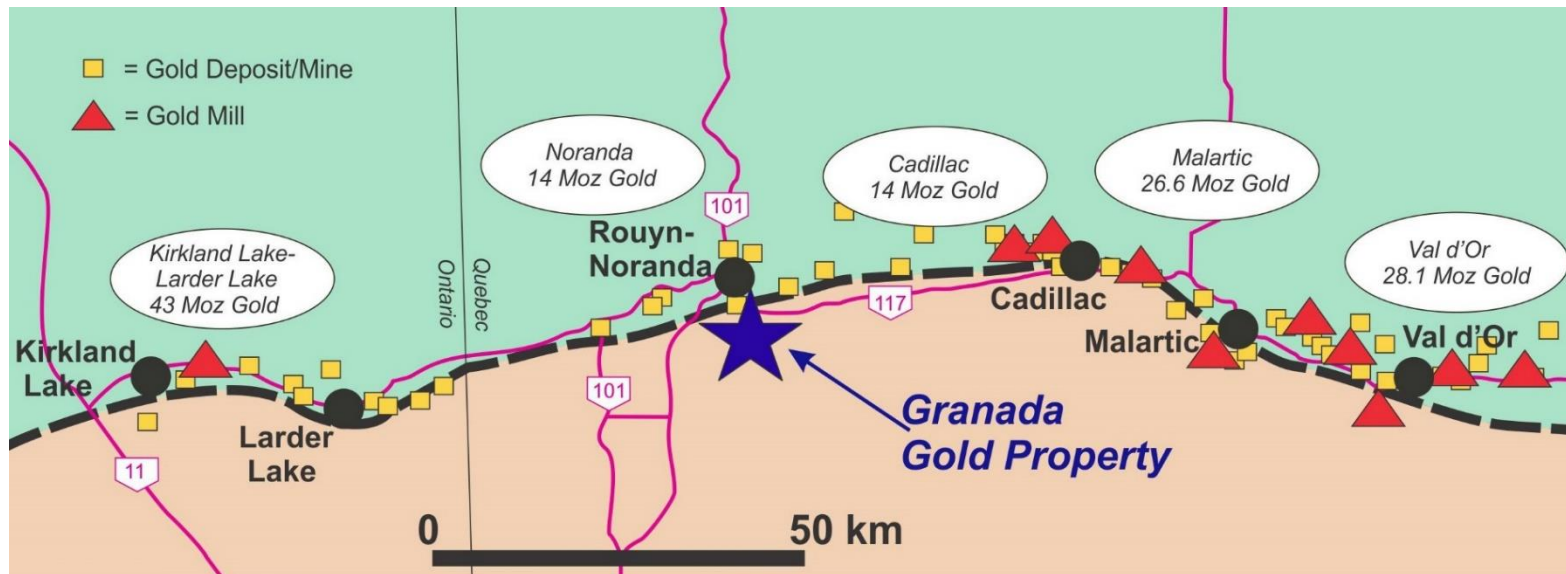 = Gold Deposit/Mine
= Gold Mill
Noranda
14 Moz Gold
Cadillac
14 Moz Gold
Malartic
26.6 Moz Gold
Kirkland Lake-
Larder Lake
43 Moz Gold
Val d'Or
28.1 Moz Gold
Ontario
Quebec
101
Rouyn-
Noranda
117
Cadillac
Malartic
Val d'Or
Kirkland
Lake
Larder
Lake
101
11
Granada
Gold Property
0
50 km